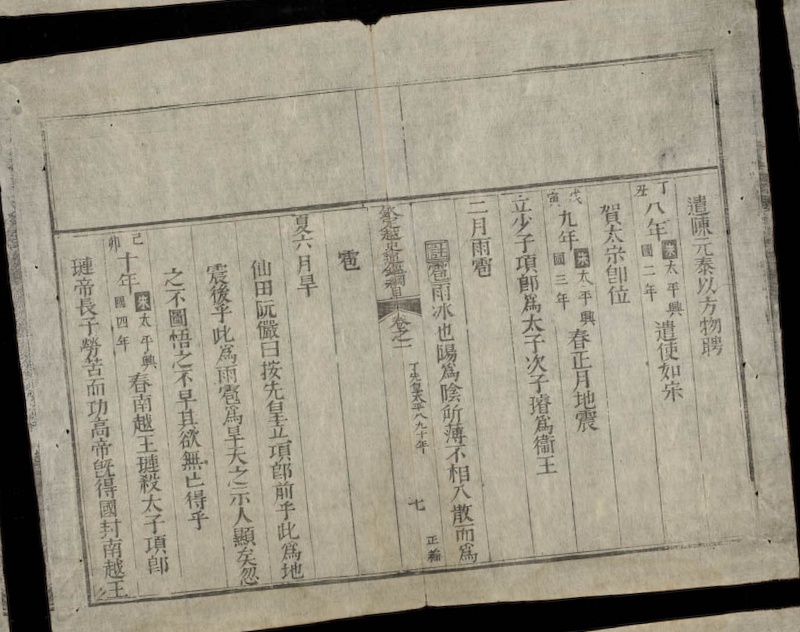 遣陳元泰以方物聘
丁丑八年宋太平興國二年遣使如宋
賀太宗卽位
戊寅九年宋太平興國三年春正月地震
立少子項郎爲太子次子璿爲衞王
二月雨雹
註雹雨冰也陽爲陰所薄不相入散而爲
欽定越史通鑑綱目 卷之一 丁先皇太平八九十年 七 正編
雹
夏六月旱
仙田阮儼曰按先皇立項郎前乎此爲地
震後乎此爲雨雹爲旱天之示人顯矣忽
之不圖悟之不早其欲無亡得乎
己卯十年宋太平興國四年春南越王璉殺太子項郎
璉帝長子勞苦而功高帝旣得國封南越王